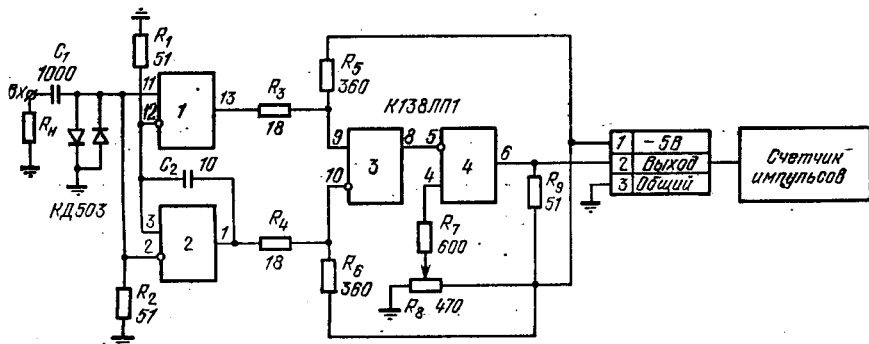 R1
51
C1
1000
Вх
Rн
КД503
11
12
1
13
R3
18
R5
360
К138ЛП1
9
10
3
8
5
4
4
6
R9
51
1 -5В
2 Выход
3 Общий
Счетчик
импульсов
C2
10
3
2
2
1
R4
18
R7
600
R2
51
R6
360
R8
470